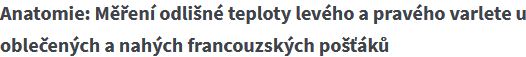 Anatomie: Měření odlišné teploty levého a pravého varlete u
oblečených a nahých francouzských pošťáků